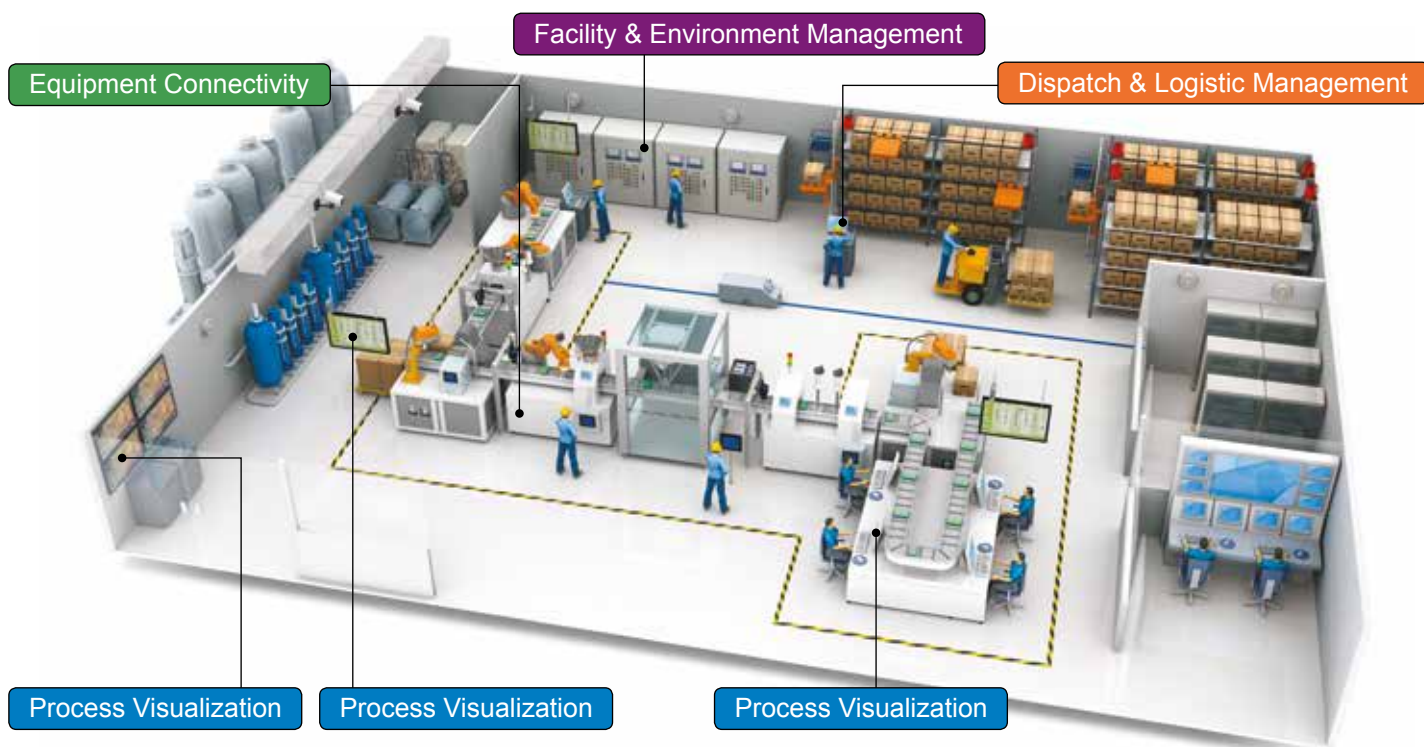 Facility & Environment Management
Equipment Connectivity
Dispatch & Logistic Management
Process Visualization
Process Visualization
Process Visualization